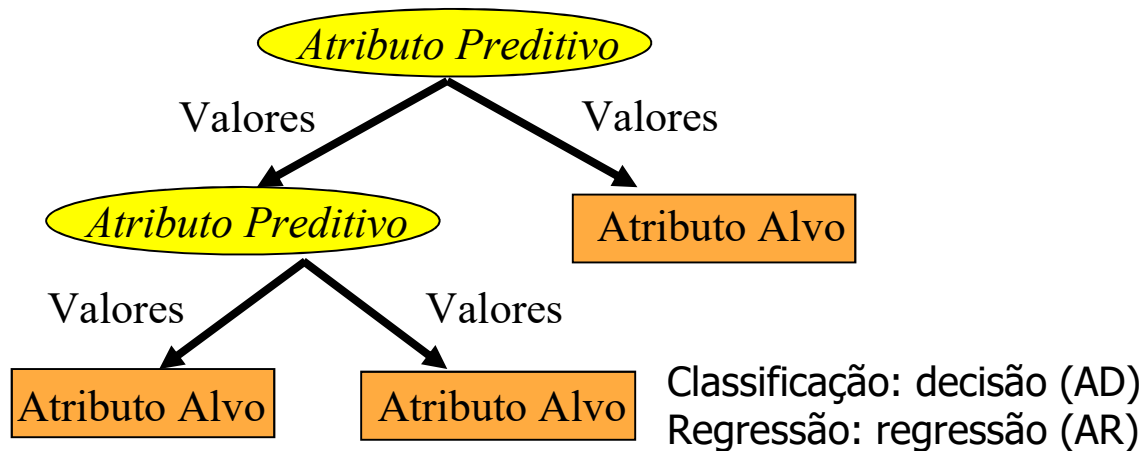 Atributo Preditivo
Valores
Valores
Atributo Preditivo
Atributo Alvo
Valores
Valores
Atributo Alvo
Atributo Alvo
Classificação: decisão (AD)
Regressão: regressão (AR)